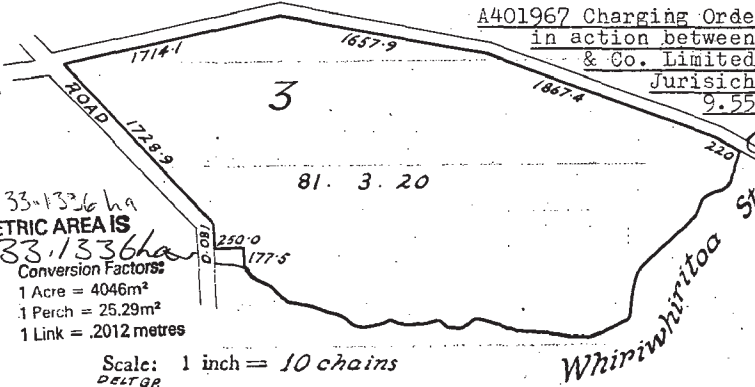 A401967 Charging Orde
in action between
& Co. Limited
Jurisich
9.55
1714.1
1657.9
1867.4
220
3
ROAD
1728.9
81. 3. 20
33.1336 ha
ETRIC AREA IS
33.1336ha
Conversion Factors:
1 Acre = 4046m²
1 Perch = 25.29m²
1 Link = .2012 metres
250.0
177.5
Whiriwhiritoa St
Scale: 1 inch = 10 chains